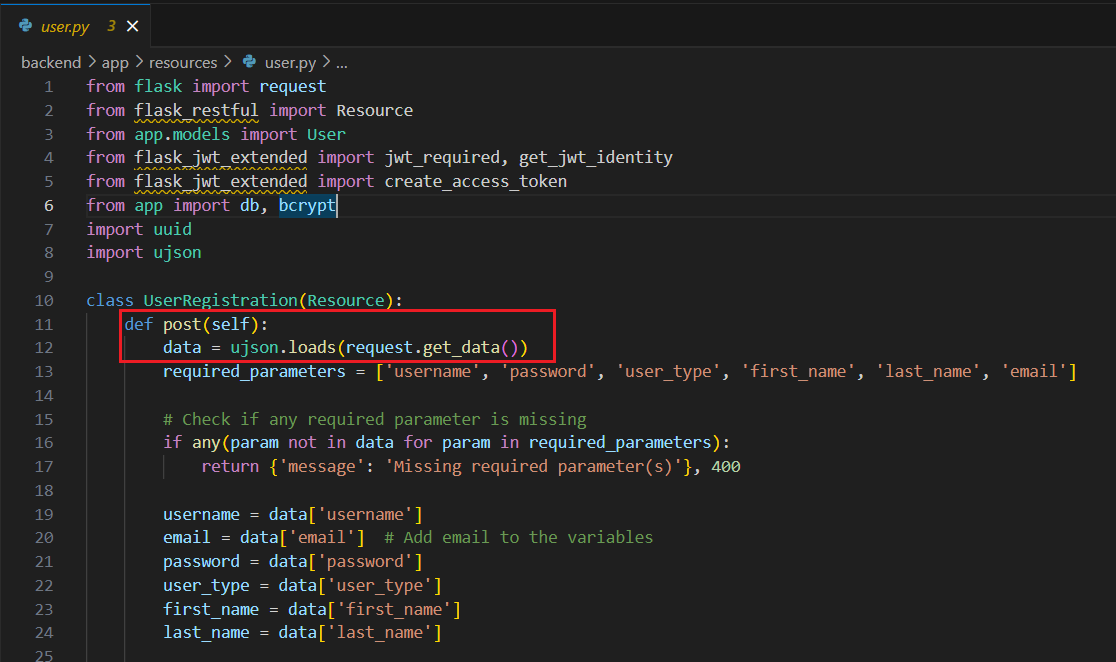 user.py 3
backend > app > resources > user.py > ...
1 from flask import request
2 from flask_restful import Resource
3 from app.models import User
4 from flask_jwt_extended import jwt_required, get_jwt_identity
5 from flask_jwt_extended import create_access_token
6 from app import db, bcrypt
7 import uuid
8 import ujson
9
10 class UserRegistration(Resource):
11     def post(self):
12         data = ujson.loads(request.get_data())
13         required_parameters = ['username', 'password', 'user_type', 'first_name', 'last_name', 'email']
14
15         # Check if any required parameter is missing
16         if any(param not in data for param in required_parameters):
17             return {'message': 'Missing required parameter(s)'}, 400
18
19         username = data['username']
20         email = data['email']  # Add email to the variables
21         password = data['password']
22         user_type = data['user_type']
23         first_name = data['first_name']
24         last_name = data['last_name']
25